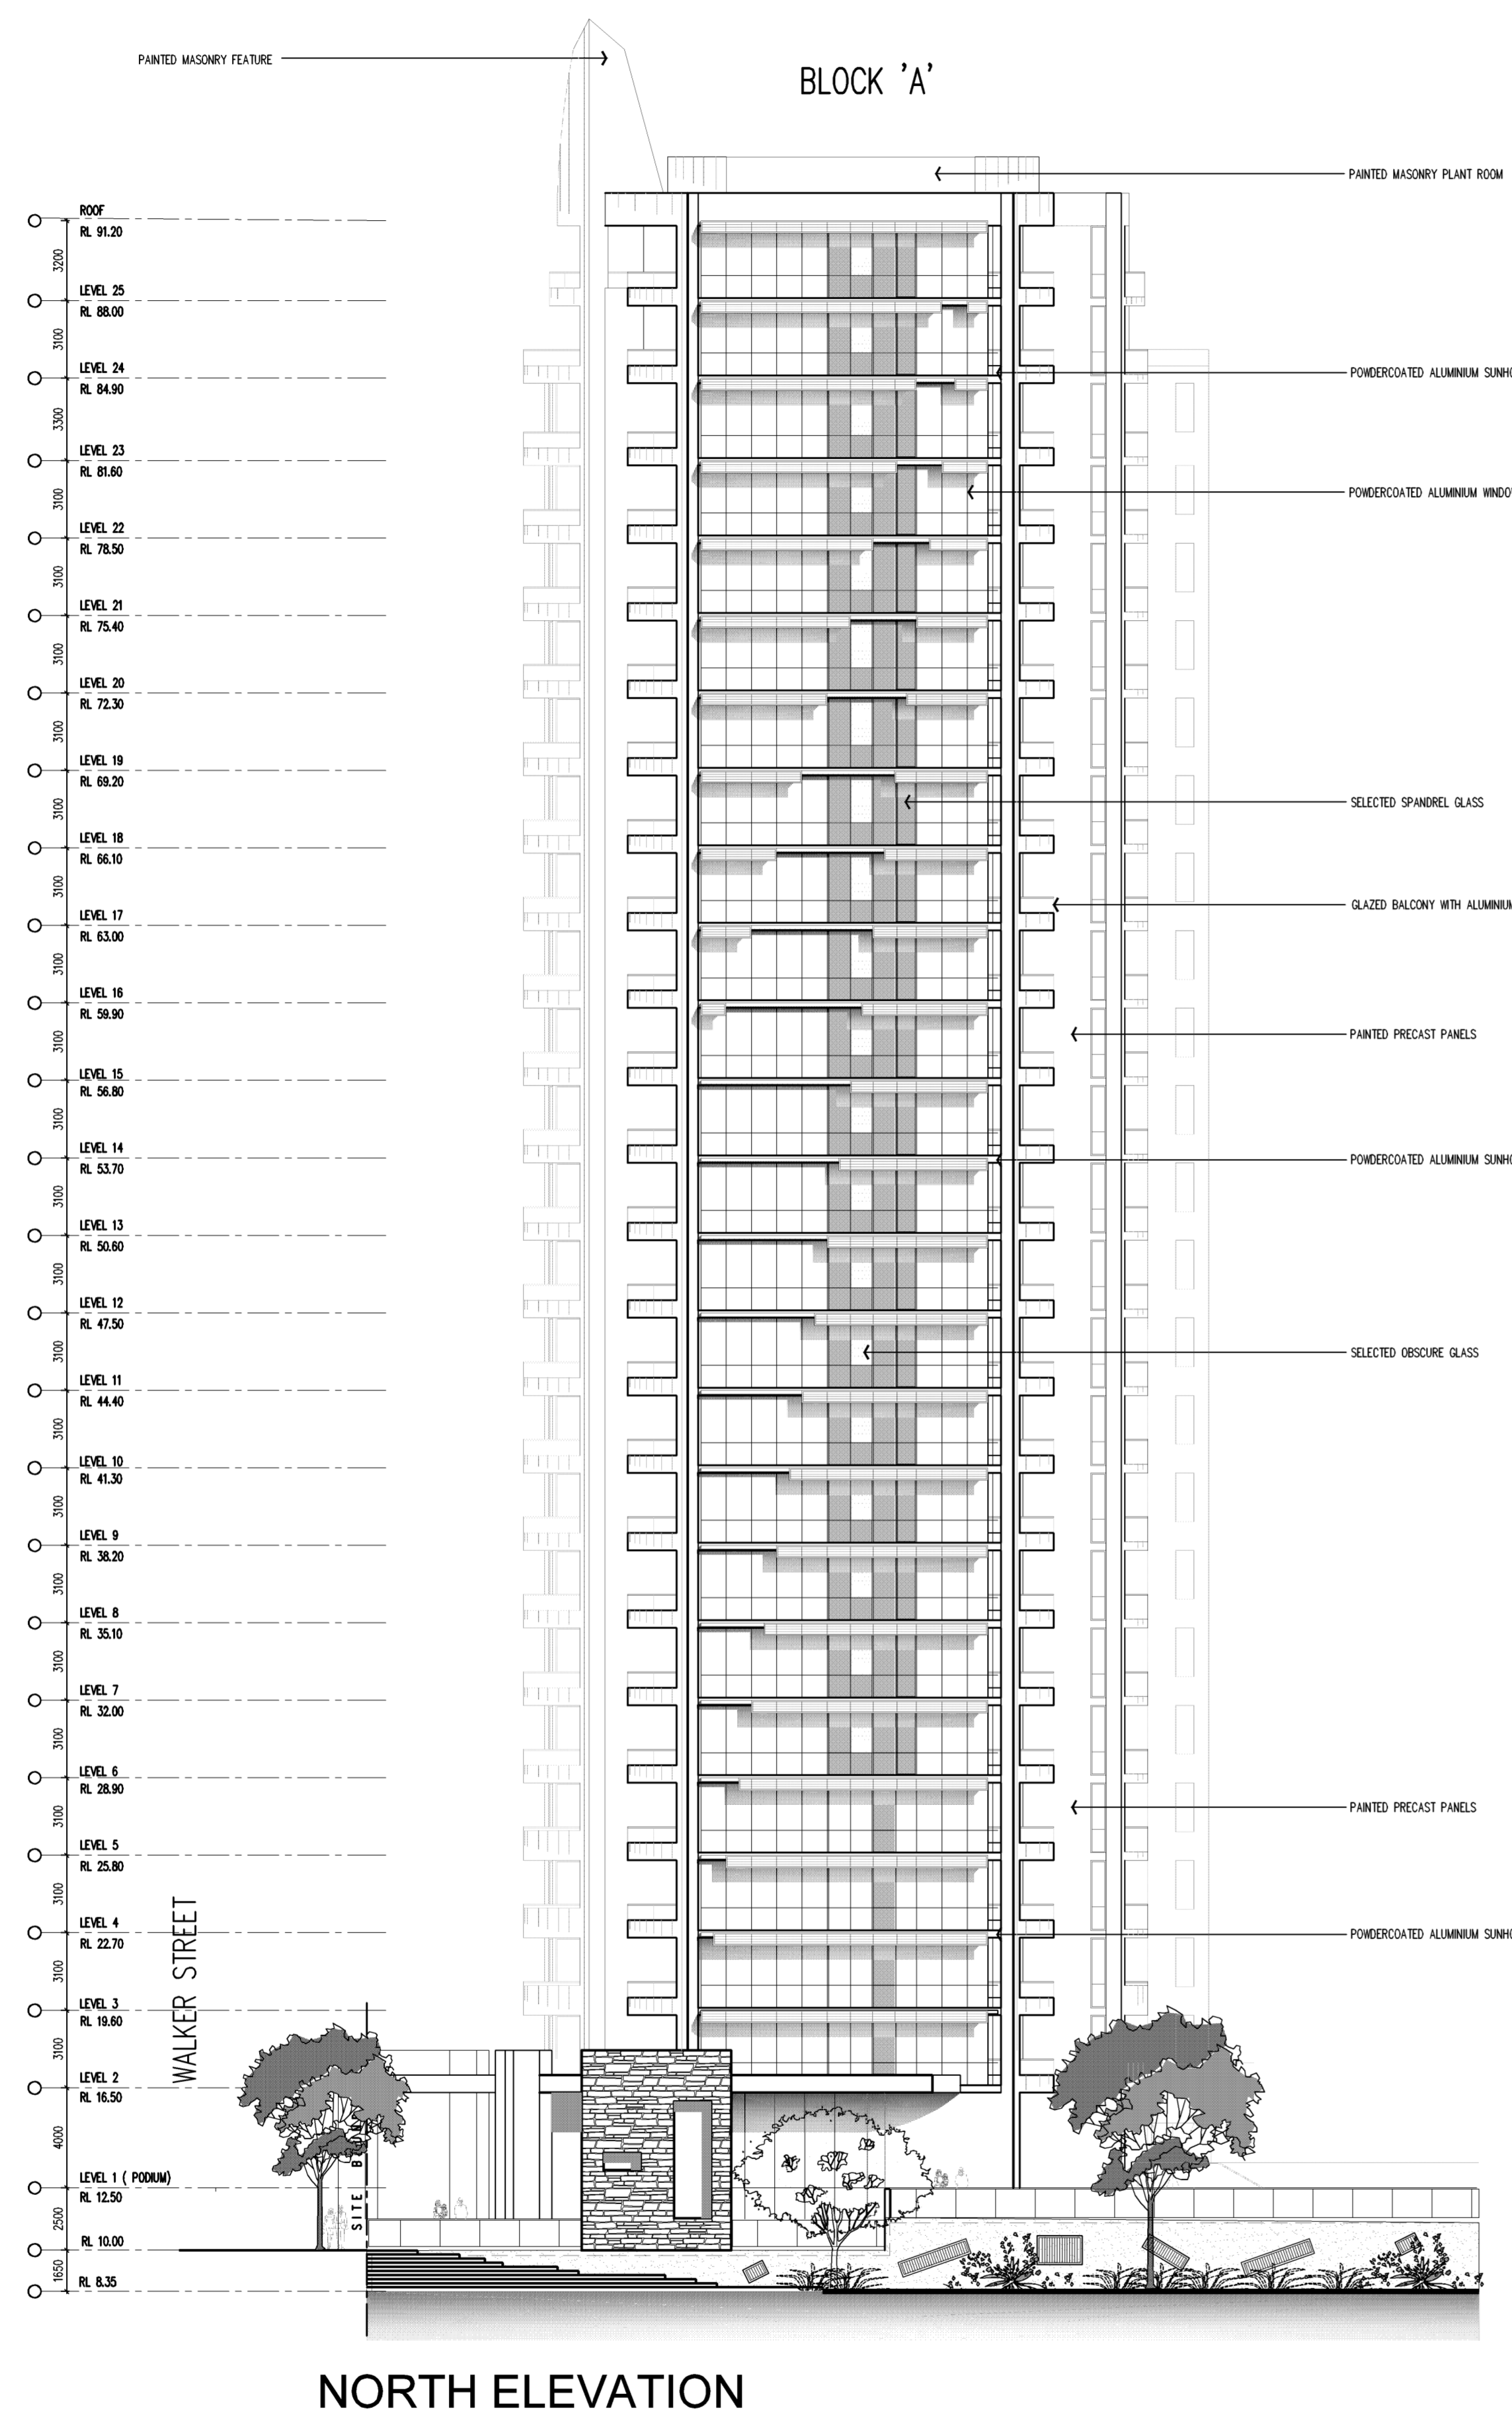 PAINTED MASONRY FEATURE
BLOCK 'A'
PAINTED MASONRY PLANT ROOM
ROOF
RL 91.20
3200
LEVEL 25
RL 88.00
3100
LEVEL 24
RL 84.90
POWDERCOATED ALUMINIUM
3300
LEVEL 23
RL 81.60
POWDERCOATED ALUMINIUM
3100
LEVEL 22
RL 78.50
3100
LEVEL 21
RL 75.40
3100
LEVEL 20
RL 72.30
3100
LEVEL 19
RL 69.20
SELECTED SPANDREL GLASS
3100
LEVEL 18
RL 66.10
3100
GLAZED BALCONY WITH
LEVEL 17
RL 63.00
3100
LEVEL 16
RL 59.90
PAINTED PRECAST PANELS
3100
LEVEL 15
RL 56.80
3100
LEVEL 14
RL 53.70
POWDERCOATED ALUMINIUM
3100
LEVEL 13
RL 50.60
3100
LEVEL 12
RL 47.50
3100
SELECTED OBSCURE GLASS
LEVEL 11
RL 44.40
3100
LEVEL 10
RL 41.30
3100
LEVEL 9
RL 38.20
3100
LEVEL 8
RL 35.10
3100
LEVEL 7
RL 32.00
3100
LEVEL 6
RL 28.90
PAINTED PRECAST PANELS
3100
LEVEL 5
RL 25.80
3100
LEVEL 4
RL 22.70
POWDERCOATED ALUMINIUM
3100
WALKER STREET
LEVEL 3
RL 19.60
3100
LEVEL 2
RL 16.50
4000
LEVEL 1 ( PODIUM)
RL 12.50
SITE
2500
RL 10.00
1650
RL 8.35
NORTH ELEVATION